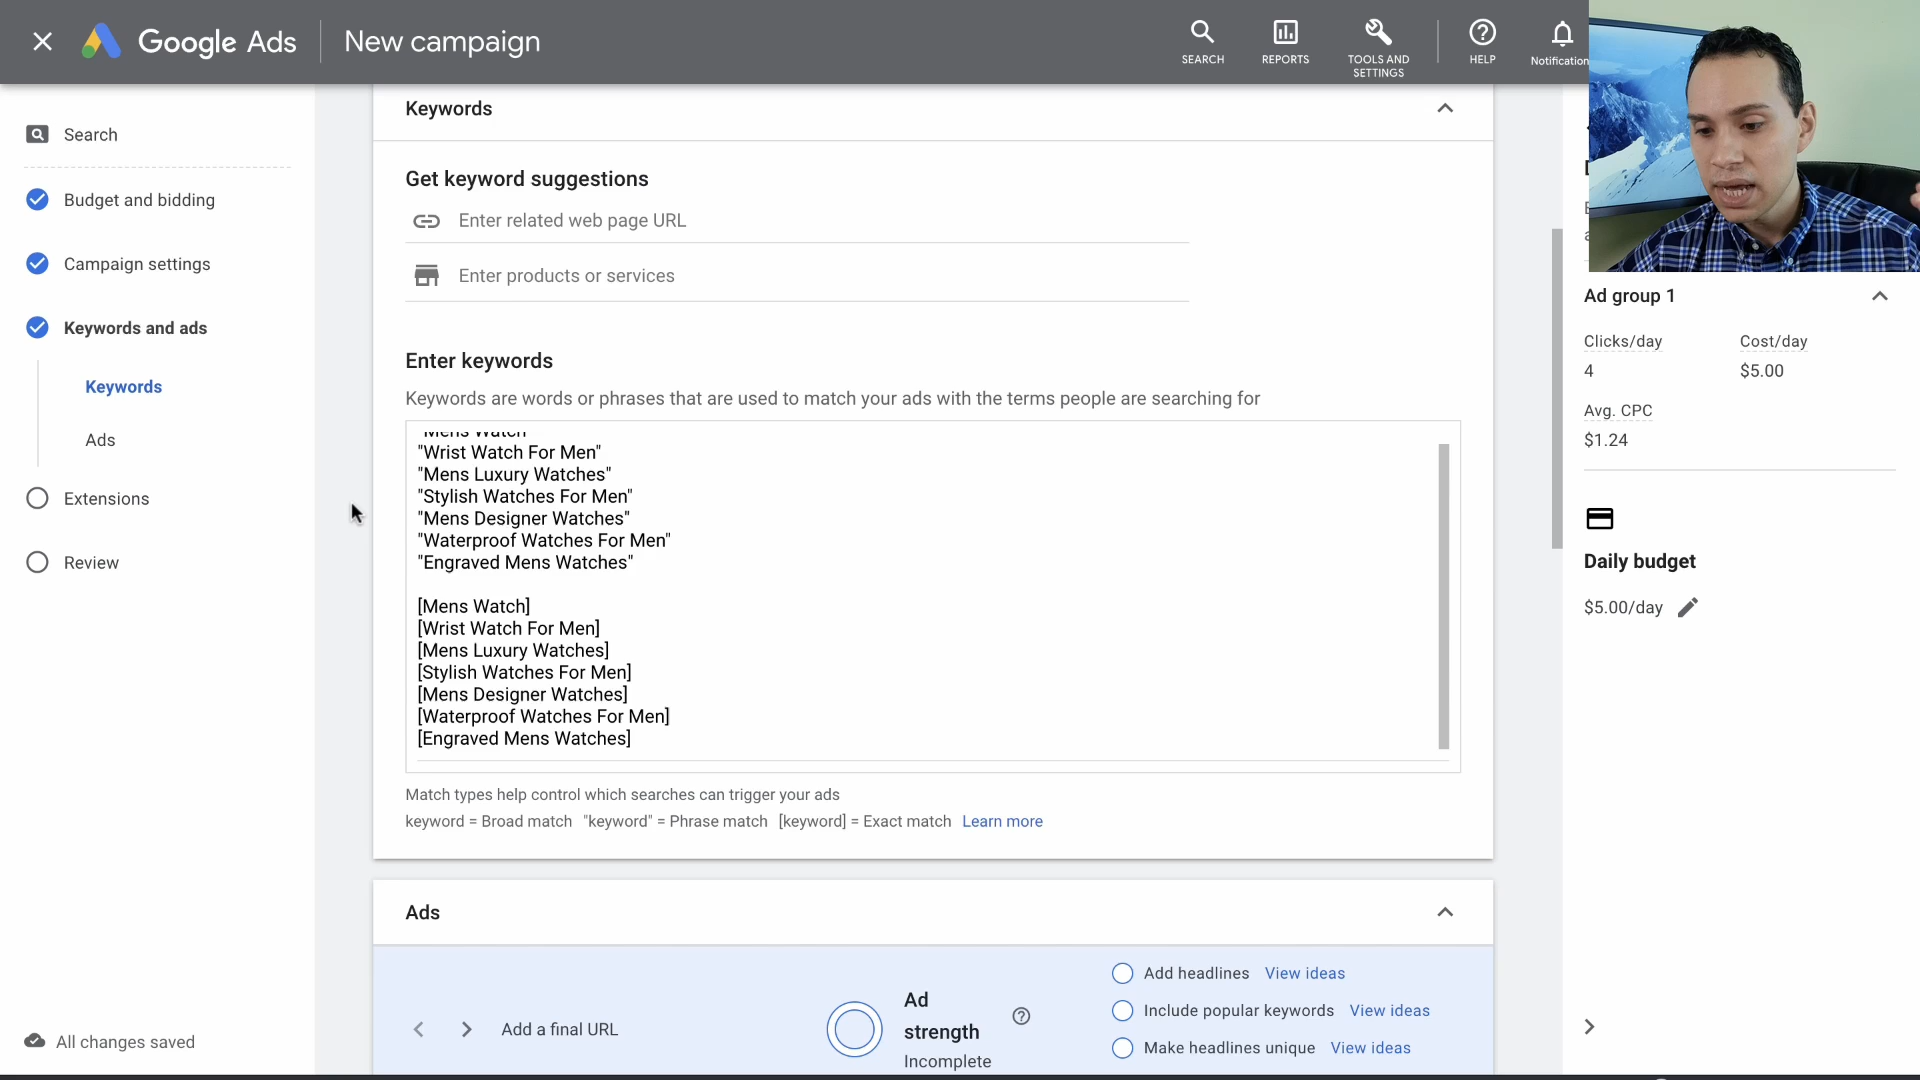 Google Ads
New campaign
SEARCH
REPORTS
TOOLS AND
SETTINGS
HELP
Notification
Search
Budget and bidding
Campaign settings
Keywords and ads
Keywords
Ads
Extensions
Review
All changes saved
Keywords
Get keyword suggestions
Enter related web page URL
Enter products or services
Enter keywords
Keywords are words or phrases that are used to match your ads with the terms people are searching for
"Mens Watch"
"Wrist Watch For Men"
"Mens Luxury Watches"
"Stylish Watches For Men"
"Mens Designer Watches"
"Waterproof Watches For Men"
"Engraved Mens Watches"
[Mens Watch]
[Wrist Watch For Men]
[Mens Luxury Watches]
[Stylish Watches For Men]
[Mens Designer Watches]
[Waterproof Watches For Men]
[Engraved Mens Watches]
Match types help control which searches can trigger your ads
keyword = Broad match "keyword" = Phrase match [keyword] = Exact match Learn more
Ads
Add a final URL
Ad
strength
Incomplete
Add headlines View ideas
Include popular keywords View ideas
Make headlines unique View ideas
Ad group 1
Clicks/day Cost/day
4 $5.00
Avg. CPC
$1.24
Daily budget
$5.00/day